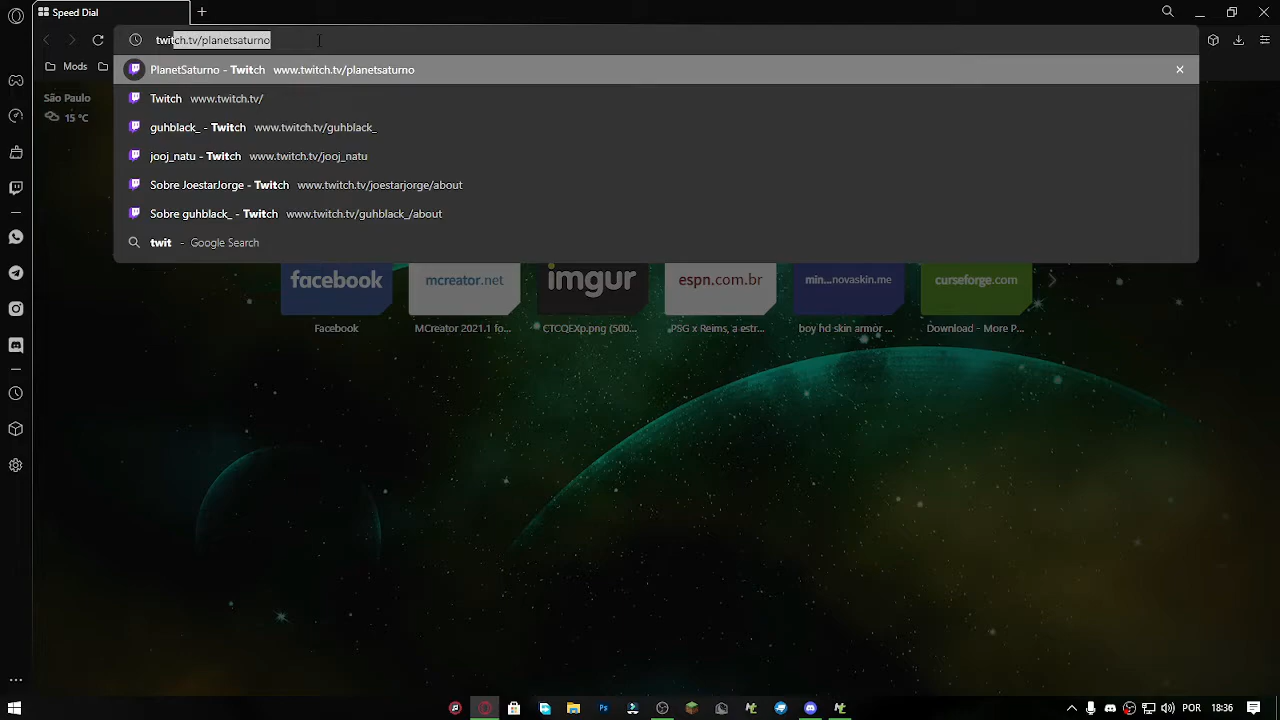 Speed Dial
twitch.tv/planetsaturno
PlanetSaturno - Twitch www.twitch.tv/planetsaturno
Mods
São Paulo
15 °C
Twitch www.twitch.tv/
guhblack_ - Twitch www.twitch.tv/guhblack_
jooj_natu - Twitch www.twitch.tv/jooj_natu
Sobre JoestarJorge - Twitch www.twitch.tv/joestarjorge/about
Sobre guhblack_ - Twitch www.twitch.tv/guhblack_/about
twit - Google Search
facebook mcreator.net imgur espn.com.br min...novaskin.me curseforge.com
Facebook MCreator 2021.1 fo... CTCQEXp.png (500... PSG x Reims, a estr... boy hd skin armor ... Download - More P...
POR 18:36